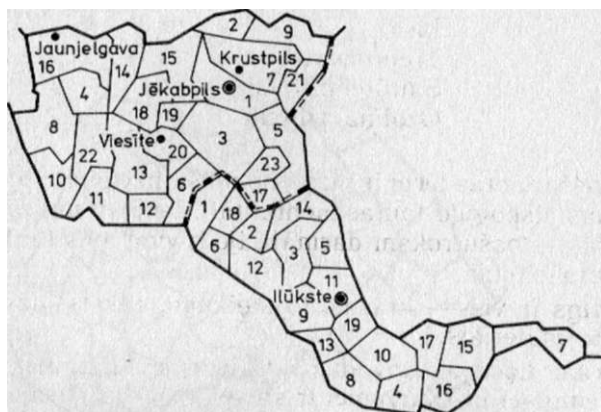 2 9
Jaunjelgava
16 14 15 Krustpils
4 7 21
Jēkabpils 1
8 18 19 3 5
Viesīte
22 20 23
10 13 6 17
11 12 1 18 14
6 2
12 3 5
11
Ilūkste
9 19
13 10 17 15 7
8 4 16